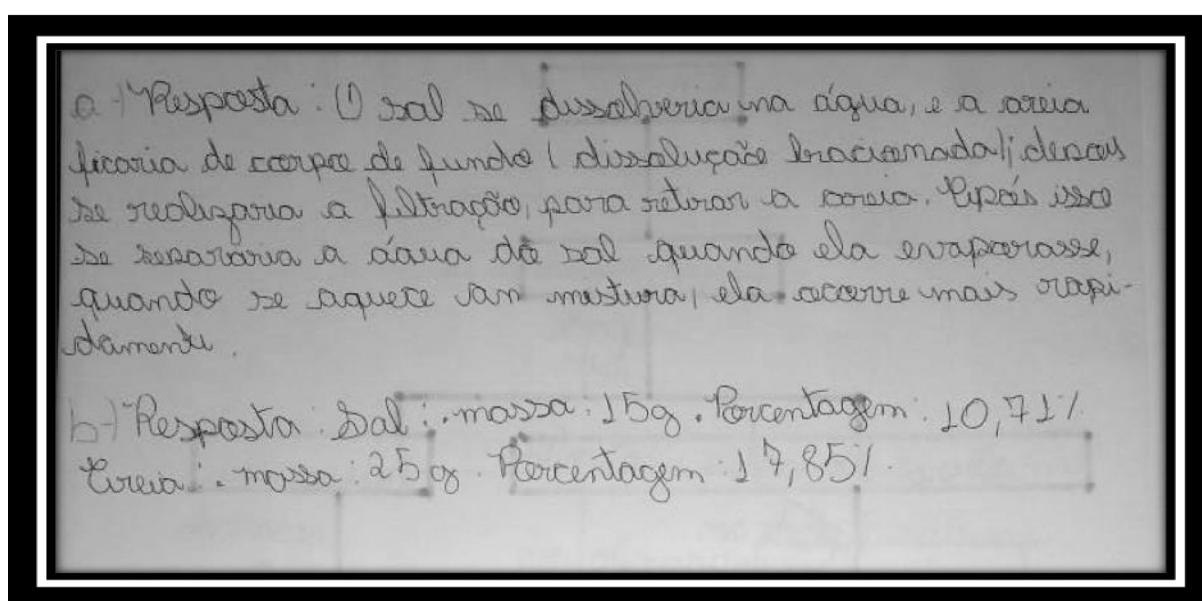 a-) Resposta: O sal se dissolveria na água, e a areia
ficaria de corpo de fundo (dissolução fracionada); depois
se realizaria a filtração, para retirar a areia. Após isso
se separaria a água do sal quando ela evaporasse,
quando se aquece mistura, ela ocorre mais rapi-
damente.
b-) Resposta: Sal: . massa: 15g . Porcentagem: 10,71%
Areia: . massa: 25g . Porcentagem: 17,85%.